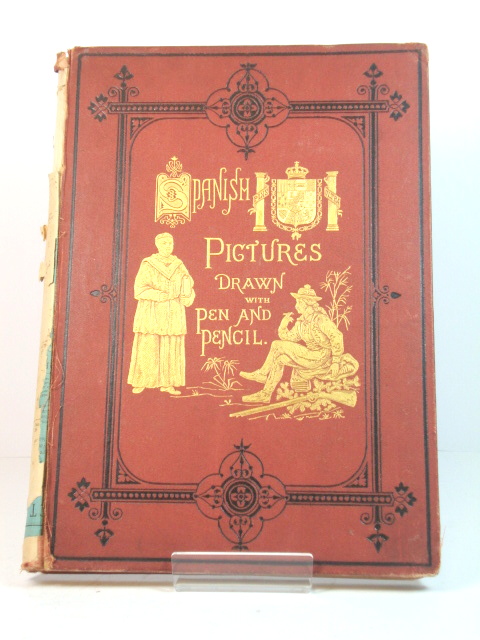 SPANISH
PICTURES
DRAWN
WITH
PEN AND
PENCIL.